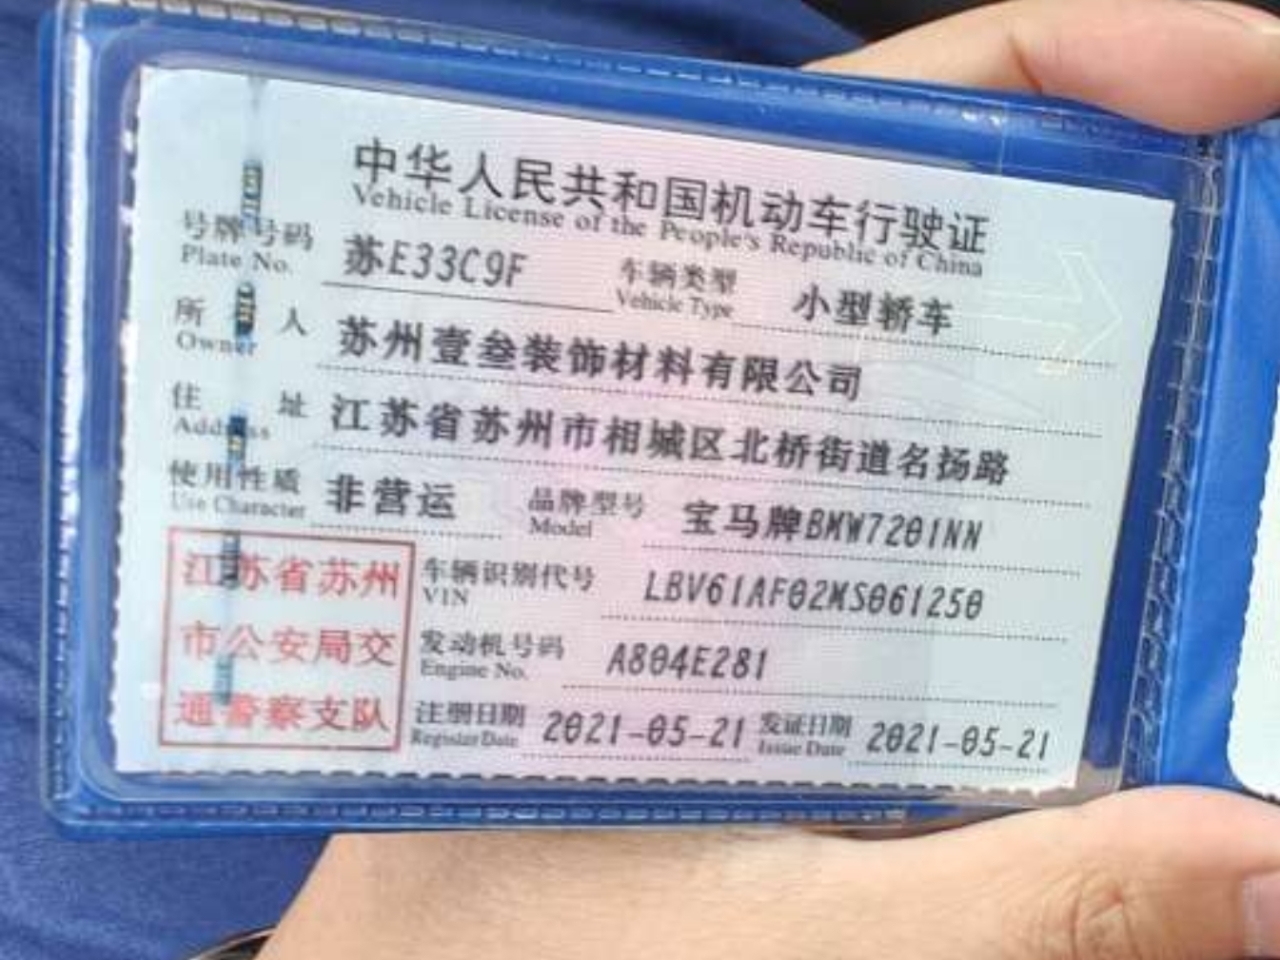 中华人民共和国机动车行驶证
Vehicle License of the People's Republic of China
号牌号码 苏E33C9F 车辆类型 小型轿车
Plate No. Vehicle Type
所 人 苏州壹叁装饰材料有限公司
Owner
住 址 江苏省苏州市相城区北桥街道名扬路
Address
使用性质 非营运 品牌型号 宝马牌BMW7201NN
Use Character Model
江苏省苏州
市公安局交
通警察支队
车辆识别代号 LBV61AF02MS061250
VIN
发动机号码 A804E281
Engine No.
注册日期 2021-05-21 发证日期 2021-05-21
Register Date Issue Date